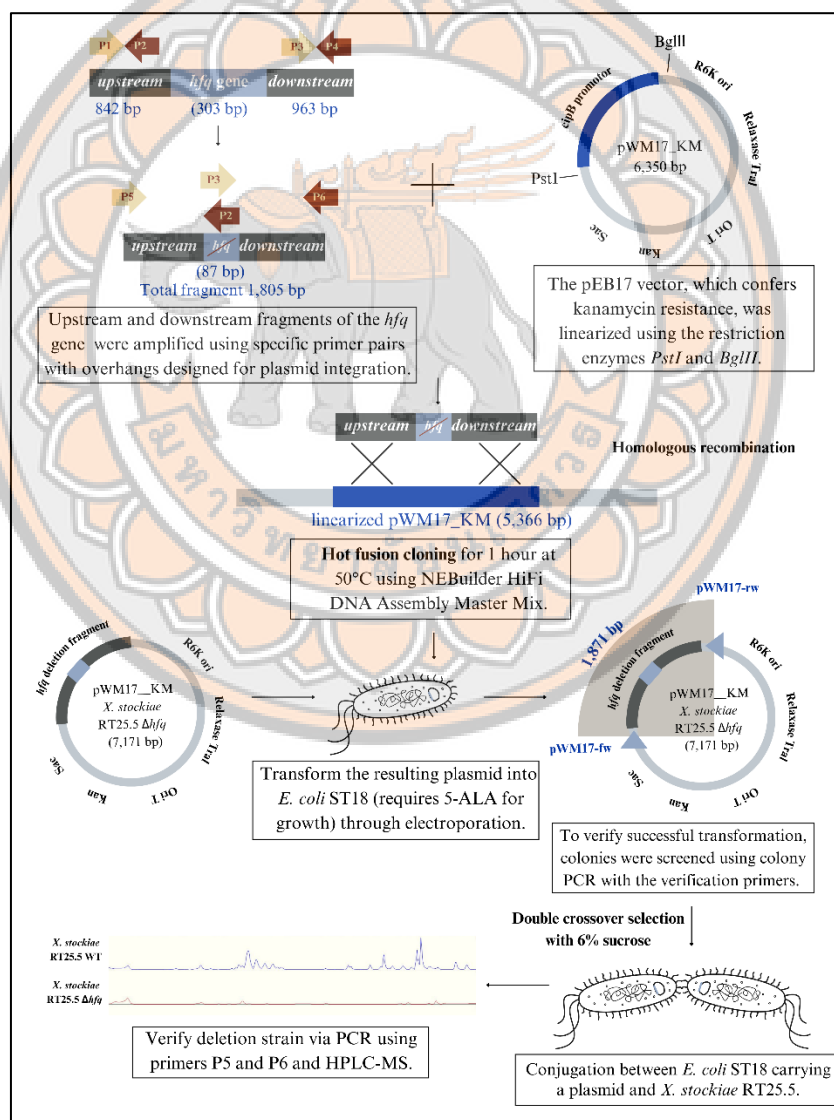 P1 P2 P3 P4
upstream hfq gene downstream
842 bp (303 bp) 963 bp
BglII
R6K ori
cipB promotor
Relaxase TraI
pWM17_KM
6,350 bp
Pst1
Sac
Kan
Ori T
P3
P5 P2 P6
upstream hfq downstream
(87 bp)
Total fragment 1,805 bp
Upstream and downstream fragments of the hfq
gene were amplified using specific primer pairs
with overhangs designed for plasmid integration.
The pEB17 vector, which confers
kanamycin resistance, was
linearized using the restriction
enzymes PstI and BglII.
upstream hfq downstream
Homologous recombination
linearized pWM17_KM (5,366 bp)
Hot fusion cloning for 1 hour at
50°C using NEBuilder HiFi
DNA Assembly Master Mix.
hfq deletion fragment
R6K ori
Relaxase TraI
pWM17__KM
X. stockiae
RT25.5 Δhfq
(7,171 bp)
Sac
Kan
Ori T
Transform the resulting plasmid into
E. coli ST18 (requires 5-ALA for
growth) through electroporation.
pWM17-rw
1,871 bp
hfq deletion fragment
R6K ori
Relaxase TraI
pWM17__KM
X. stockiae
RT25.5 Δhfq
(7,171 bp)
pWM17-fw
Sac
Kan
Ori T
To verify successful transformation,
colonies were screened using colony
PCR with the verification primers.
Double crossover selection
with 6% sucrose
X. stockiae
RT25.5 WT
X. stockiae
RT25.5 Δhfq
Verify deletion strain via PCR using
primers P5 and P6 and HPLC-MS.
Conjugation between E. coli ST18 carrying
a plasmid and X. stockiae RT25.5.